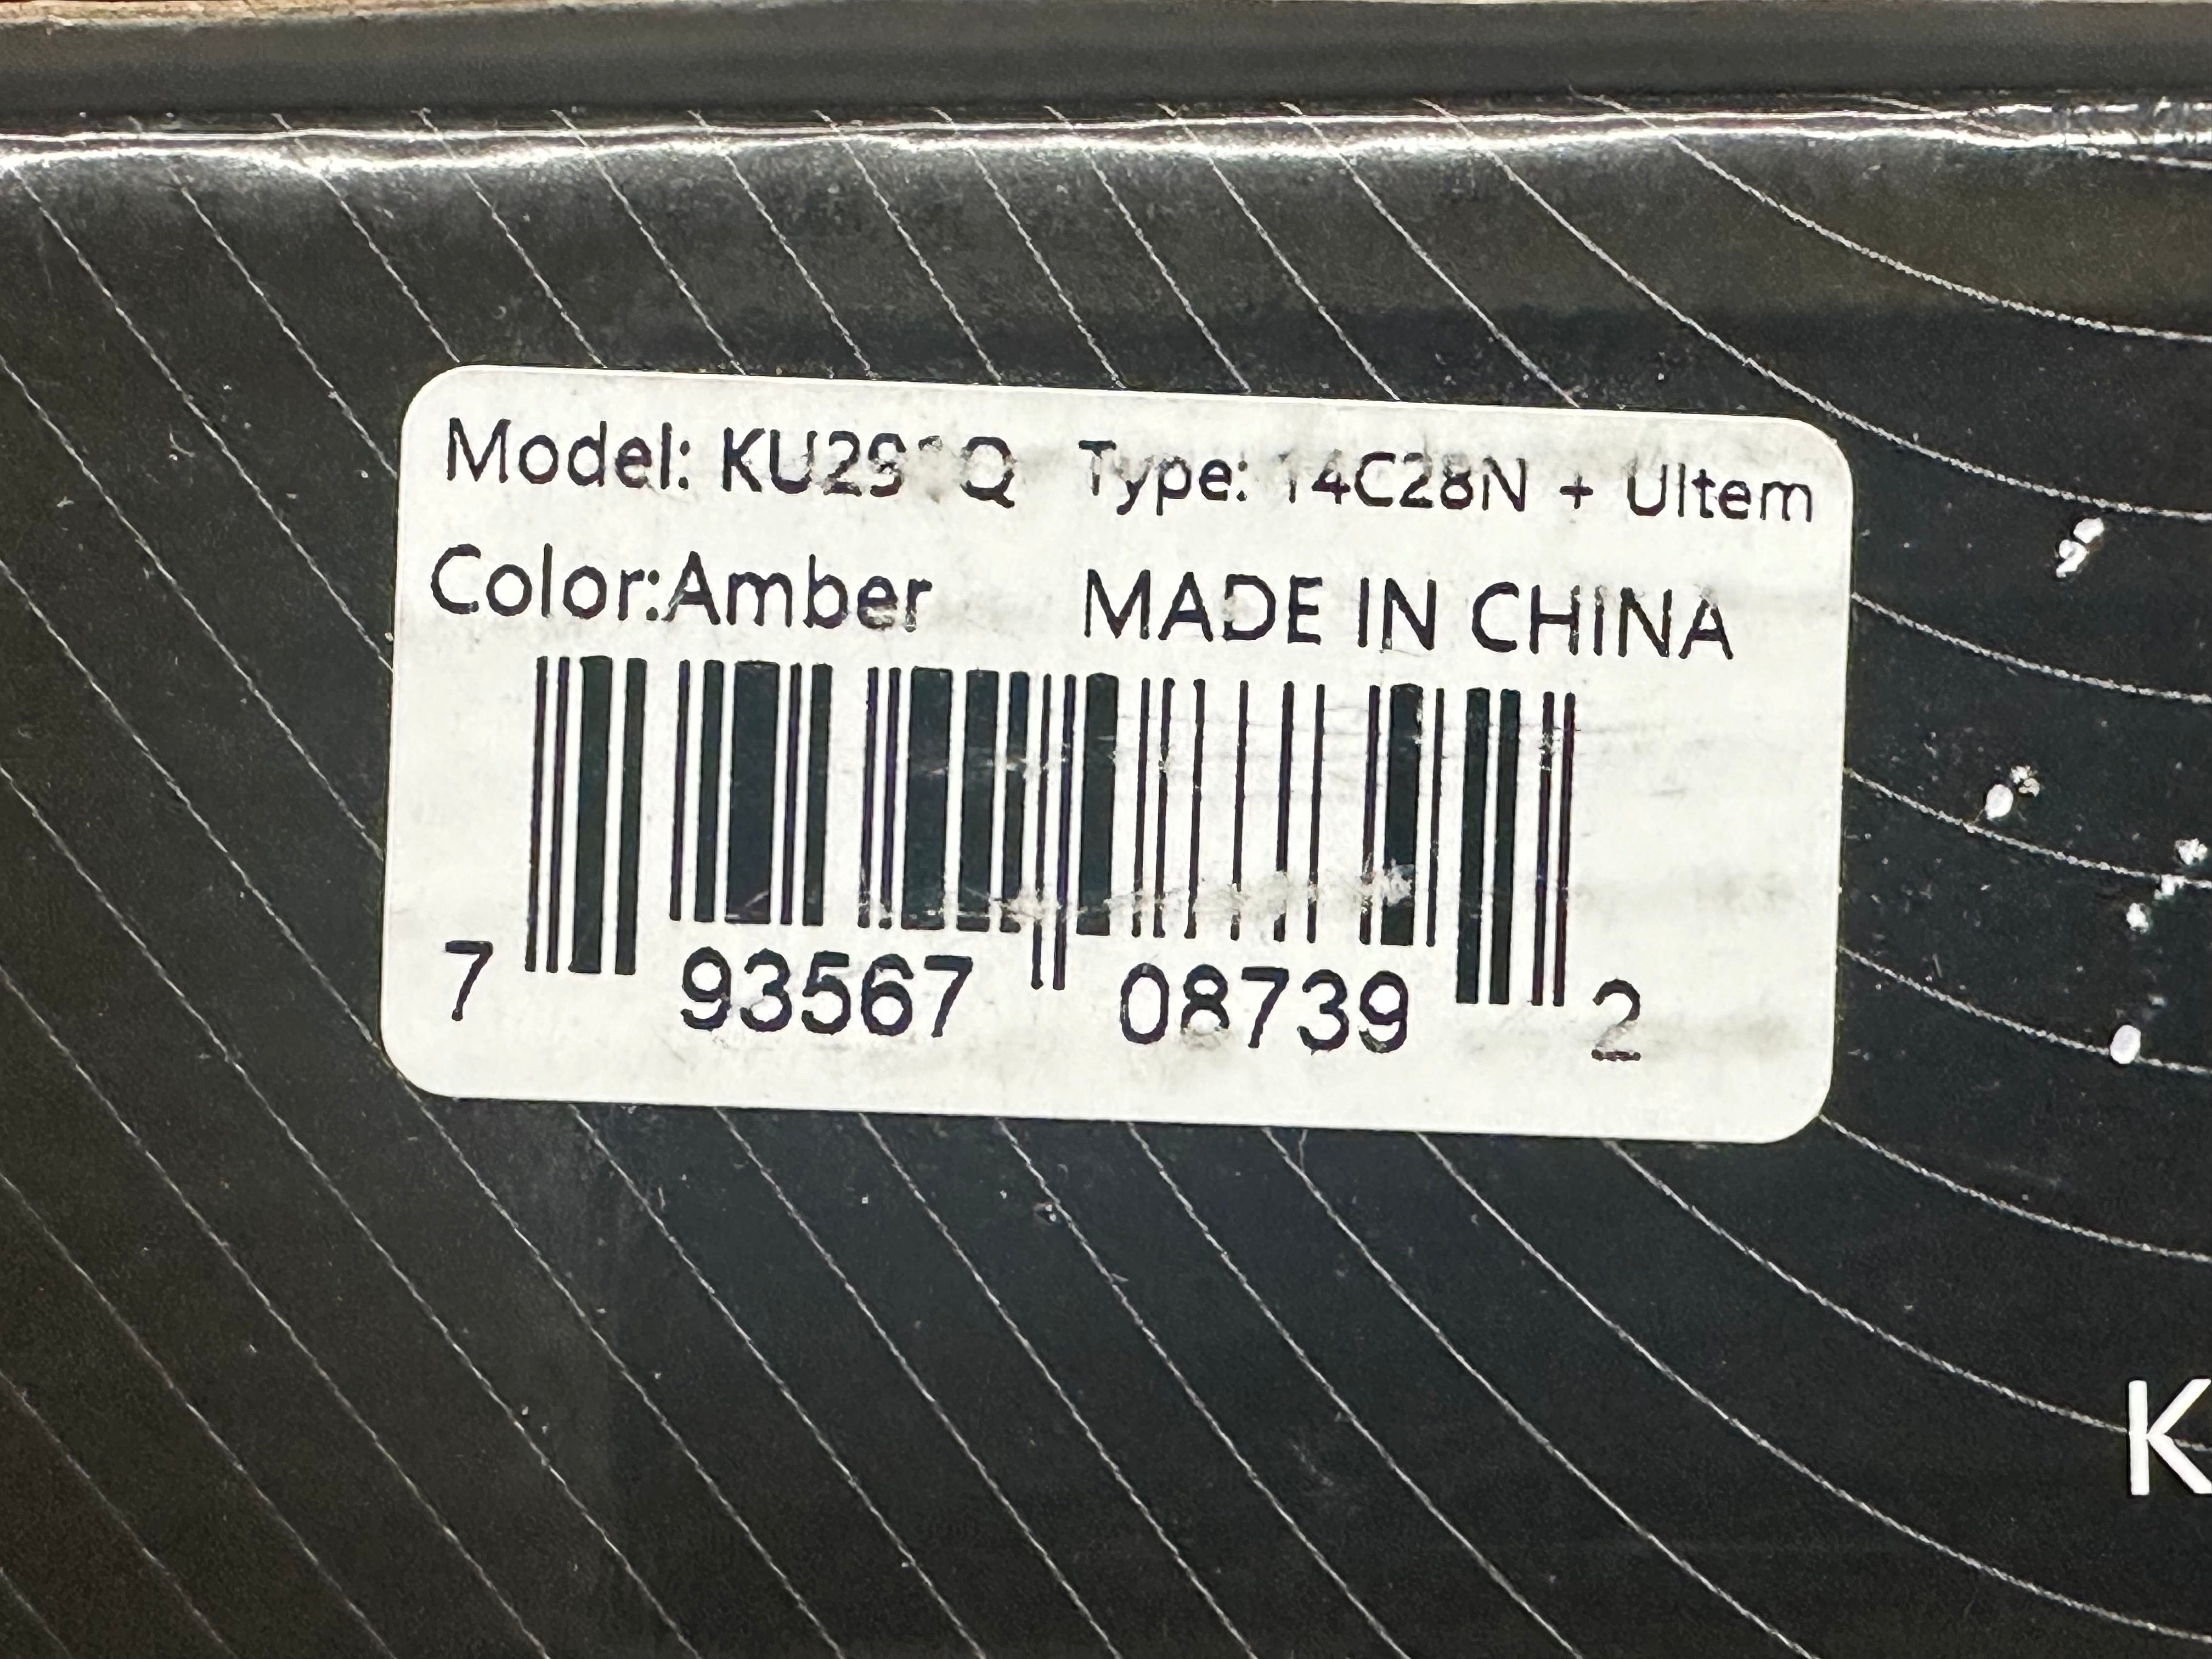 Model: Type: 14C28N + Ultem
Color:Amber MADE IN CHINA
7 93567 08739 2
K